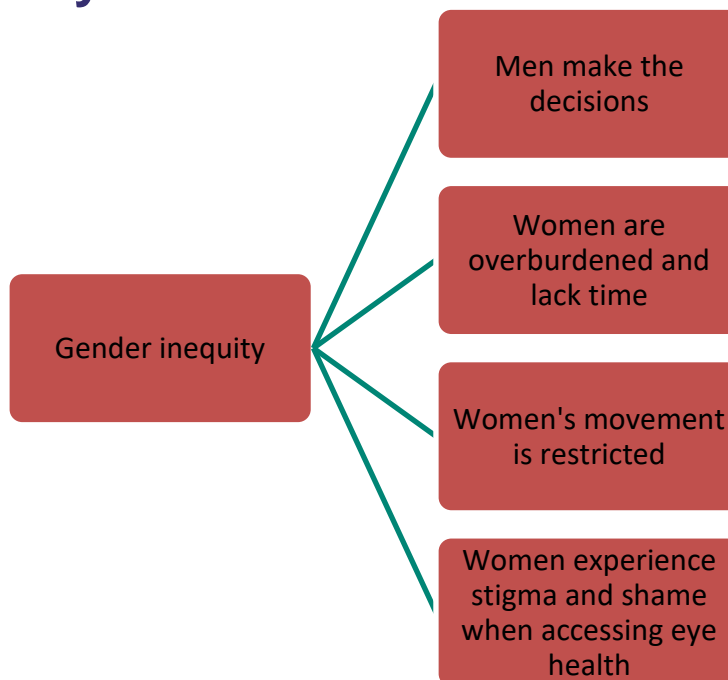 Gender inequity
Men make the
decisions
Women are
overburdened and
lack time
Women's movement
is restricted
Women experience
stigma and shame
when accessing eye
health